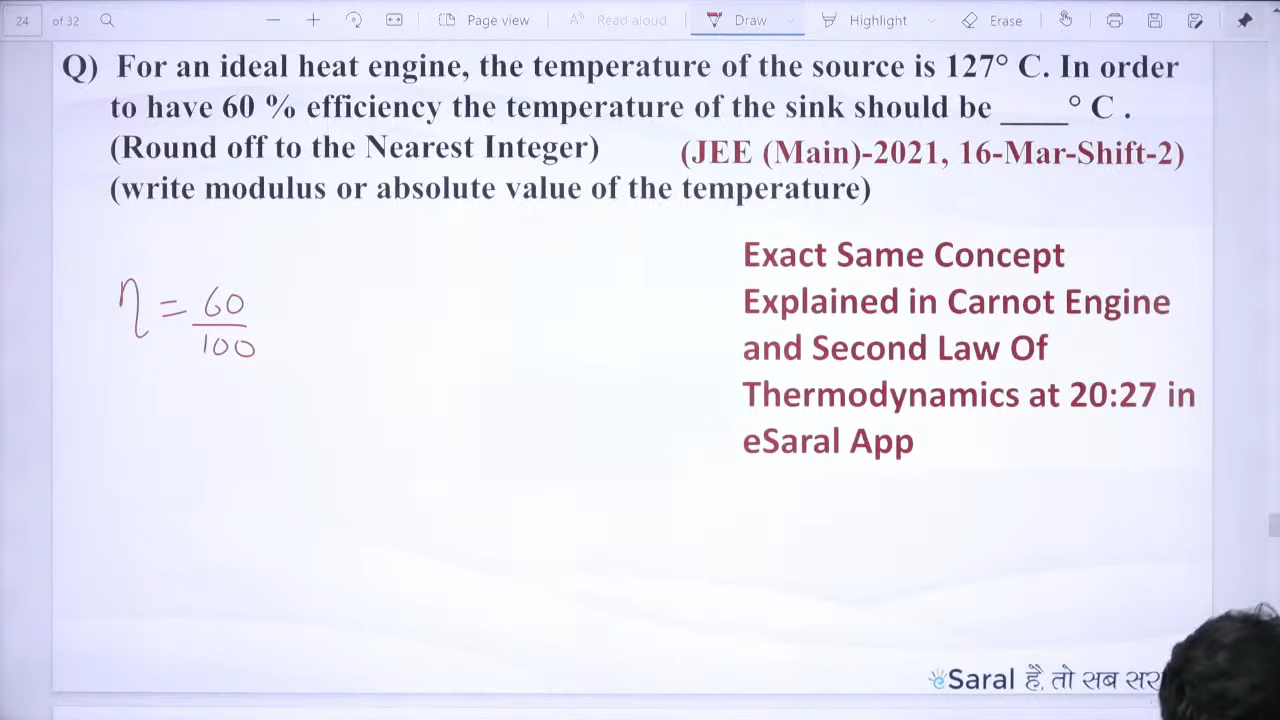 24 of 32 Page view Read aloud Draw Highlight Erase
Q) For an ideal heat engine, the temperature of the source is 127° C. In order
to have 60 % efficiency the temperature of the sink should be ____° C .
(Round off to the Nearest Integer) (JEE (Main)-2021, 16-Mar-Shift-2)
(write modulus or absolute value of the temperature)
Exact Same Concept
Explained in Carnot Engine
and Second Law Of
Thermodynamics at 20:27 in
eSaral App
η = 60
100
eSaral है, तो सब